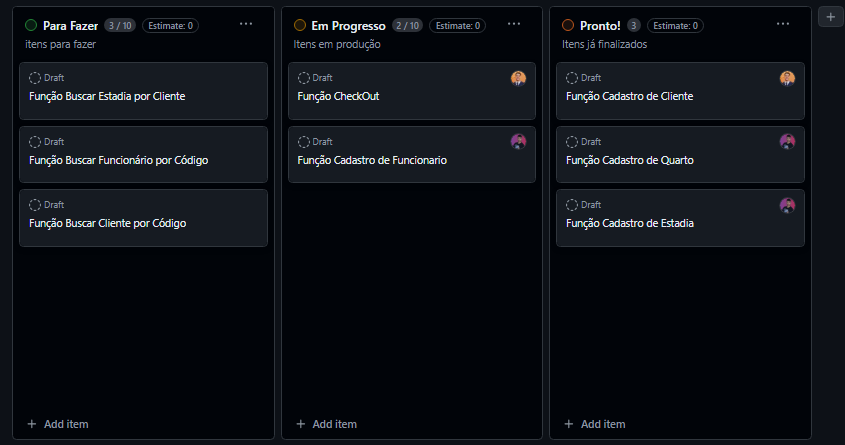 Para Fazer 3 / 10 Estimate: 0 ...
itens para fazer
Draft
Função Buscar Estadia por Cliente
Draft
Função Buscar Funcionário por Código
Draft
Função Buscar Cliente por Código
+ Add item
Em Progresso 2 / 10 Estimate: 0 ...
Itens em produção
Draft
Função CheckOut
Draft
Função Cadastro de Funcionario
+ Add item
Pronto! 3 Estimate: 0 ...
Itens já finalizados
Draft
Função Cadastro de Cliente
Draft
Função Cadastro de Quarto
Draft
Função Cadastro de Estadia
+ Add item
+